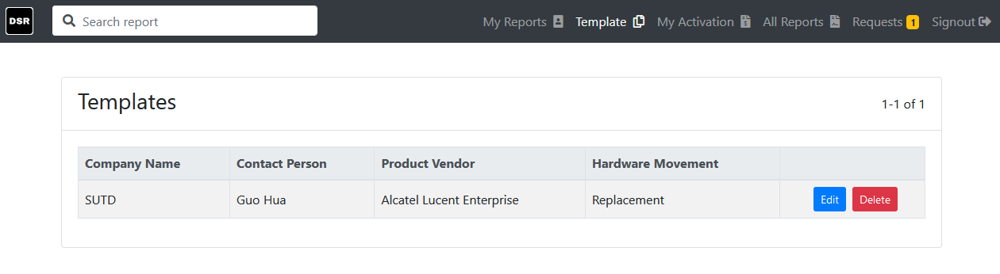 DSR Search report My Reports Template My Activation All Reports Requests 1 Signout
Templates 1-1 of 1
Company Name Contact Person Product Vendor Hardware Movement
SUTD Guo Hua Alcatel Lucent Enterprise Replacement Edit Delete